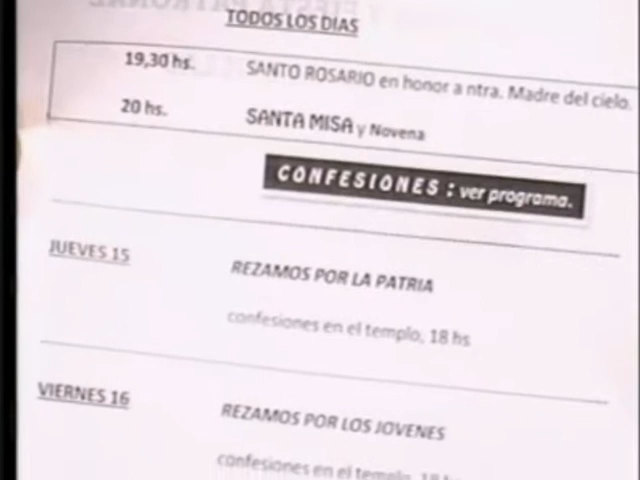 TODOS LOS DIAS
19,30 hs. SANTO ROSARIO en honor a ntra. Madre del cielo.
20 hs. SANTA MISA y Novena
CONFESIONES : ver programa.
JUEVES 15 REZAMOS POR LA PATRIA
confesiones en el templo, 18 hs
VIERNES 16 REZAMOS POR LOS JOVENES
confesiones en el templo, 18